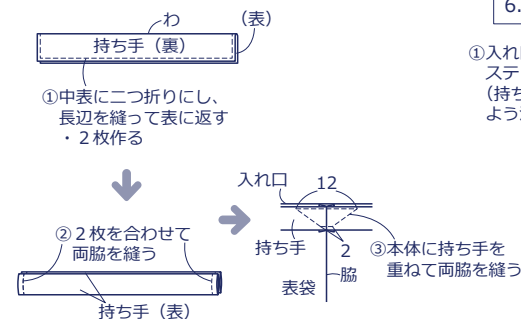 わ
(表)
持ち手（裏）
①中表に二つ折りにし、
長辺を縫って表に返す
・２枚作る
②２枚を合わせて
両脇を縫う
持ち手（表）
入れ口
12
持ち手
2
脇
表袋
③本体に持ち手を
重ねて両脇を縫う
6.
①入れ口
ステ
（持ち
よう